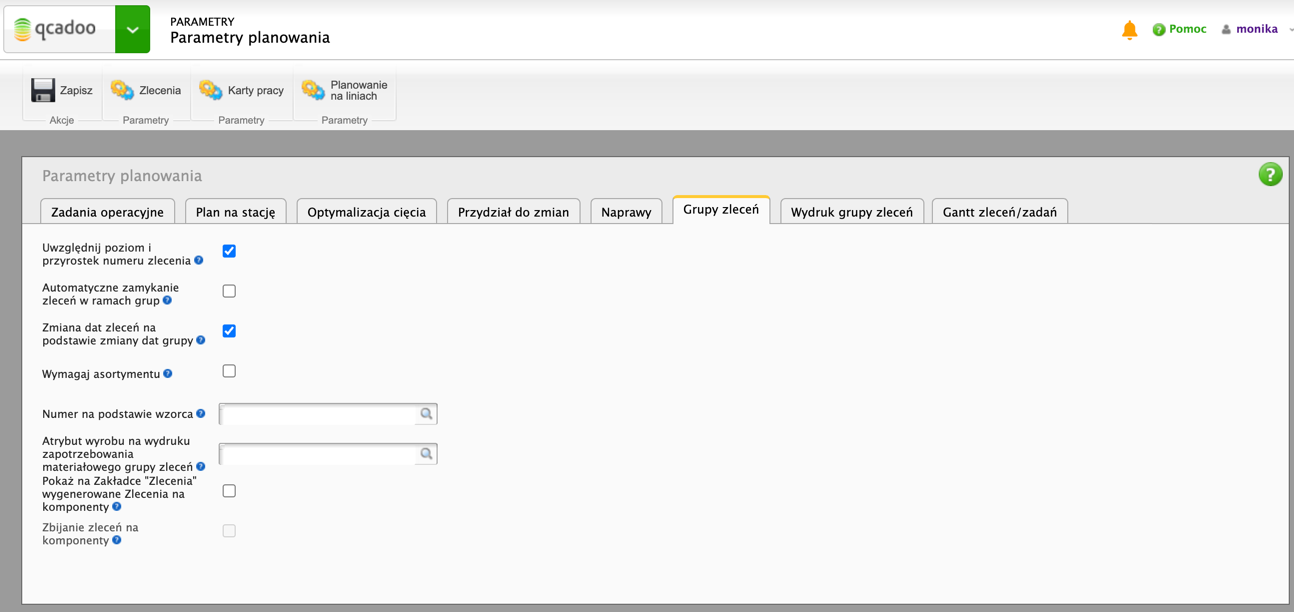 qcadoo
PARAMETRY
Parametry planowania
Pomoc
monika
Zapisz
Zlecenia
Karty pracy
Planowanie
na liniach
Akcje
Parametry
Parametry
Parametry
Parametry planowania
?
Zadania operacyjne
Plan na stację
Optymalizacja cięcia
Przydział do zmian
Naprawy
Grupy zleceń
Wydruk grupy zleceń
Gantt zleceń/zadań
Uwzględnij poziom i
przyrostek numeru zlecenia ?
Automatyczne zamykanie
zleceń w ramach grup ?
Zmiana dat zleceń na
podstawie zmiany dat grupy ?
Wymagaj asortymentu ?
Numer na podstawie wzorca ?
Atrybut wyrobu na wydruku
zapotrzebowania
materiałowego grupy zleceń ?
Pokaż na Zakładce "Zlecenia"
wygenerowane Zlecenia na
komponenty ?
Zbijanie zleceń na
komponenty ?